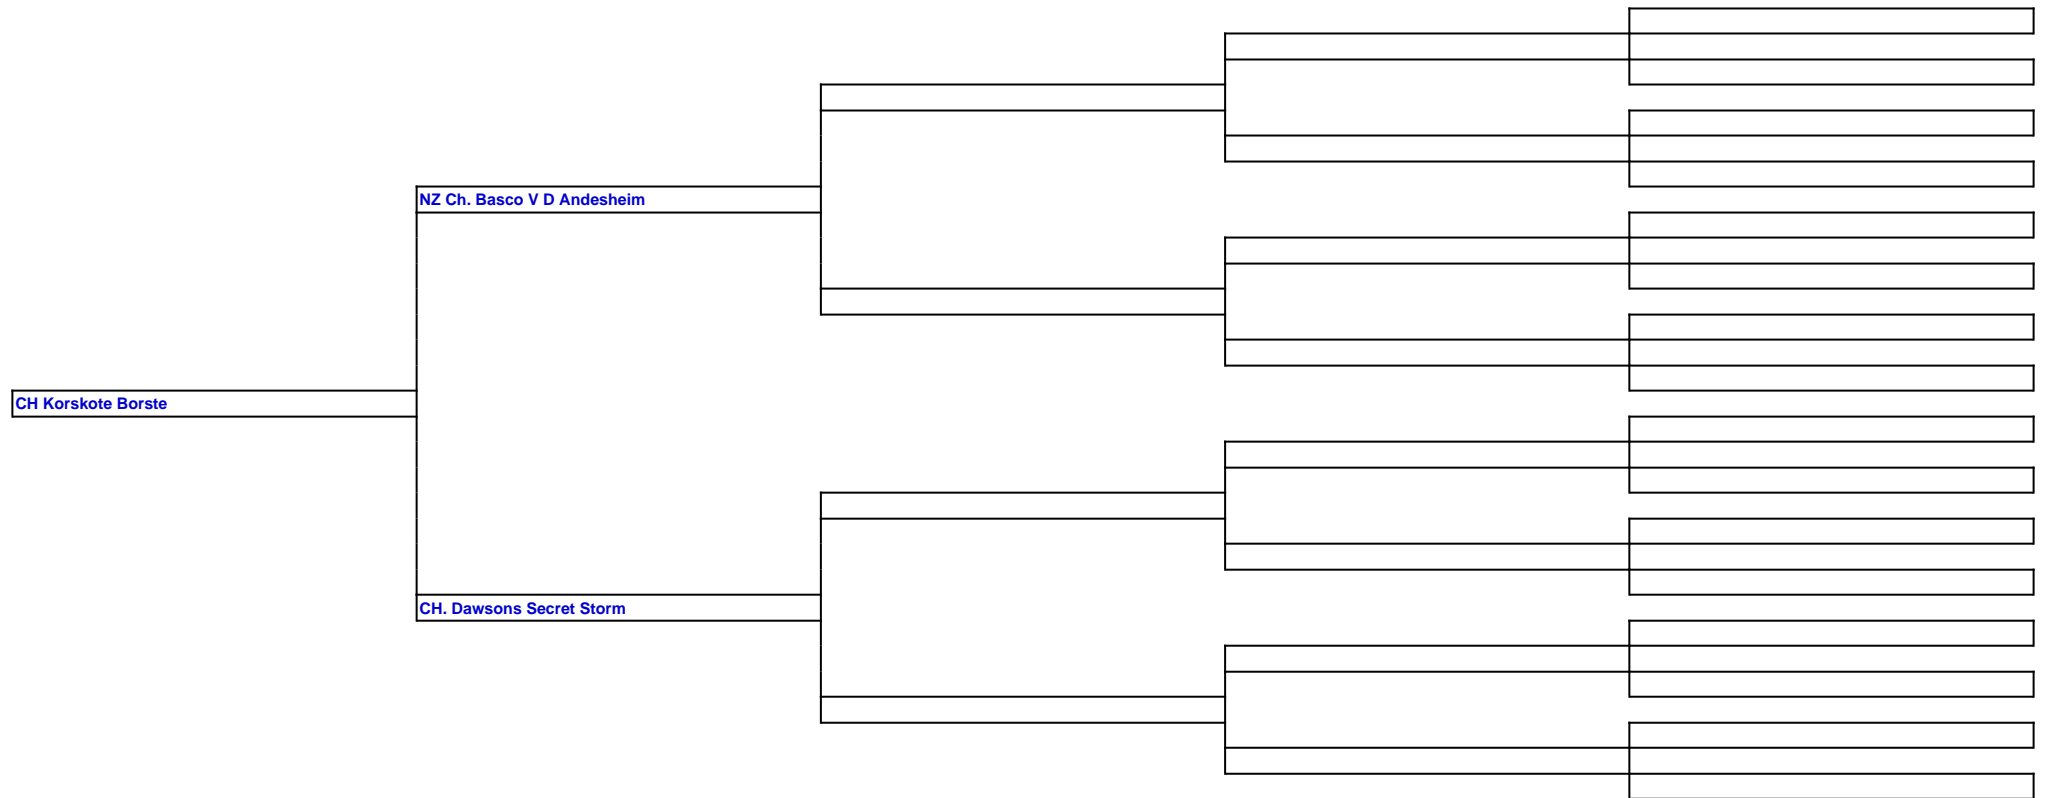 NZ Ch. Basco V D Andesheim
CH Korskote Borste
CH. Dawsons Secret Storm